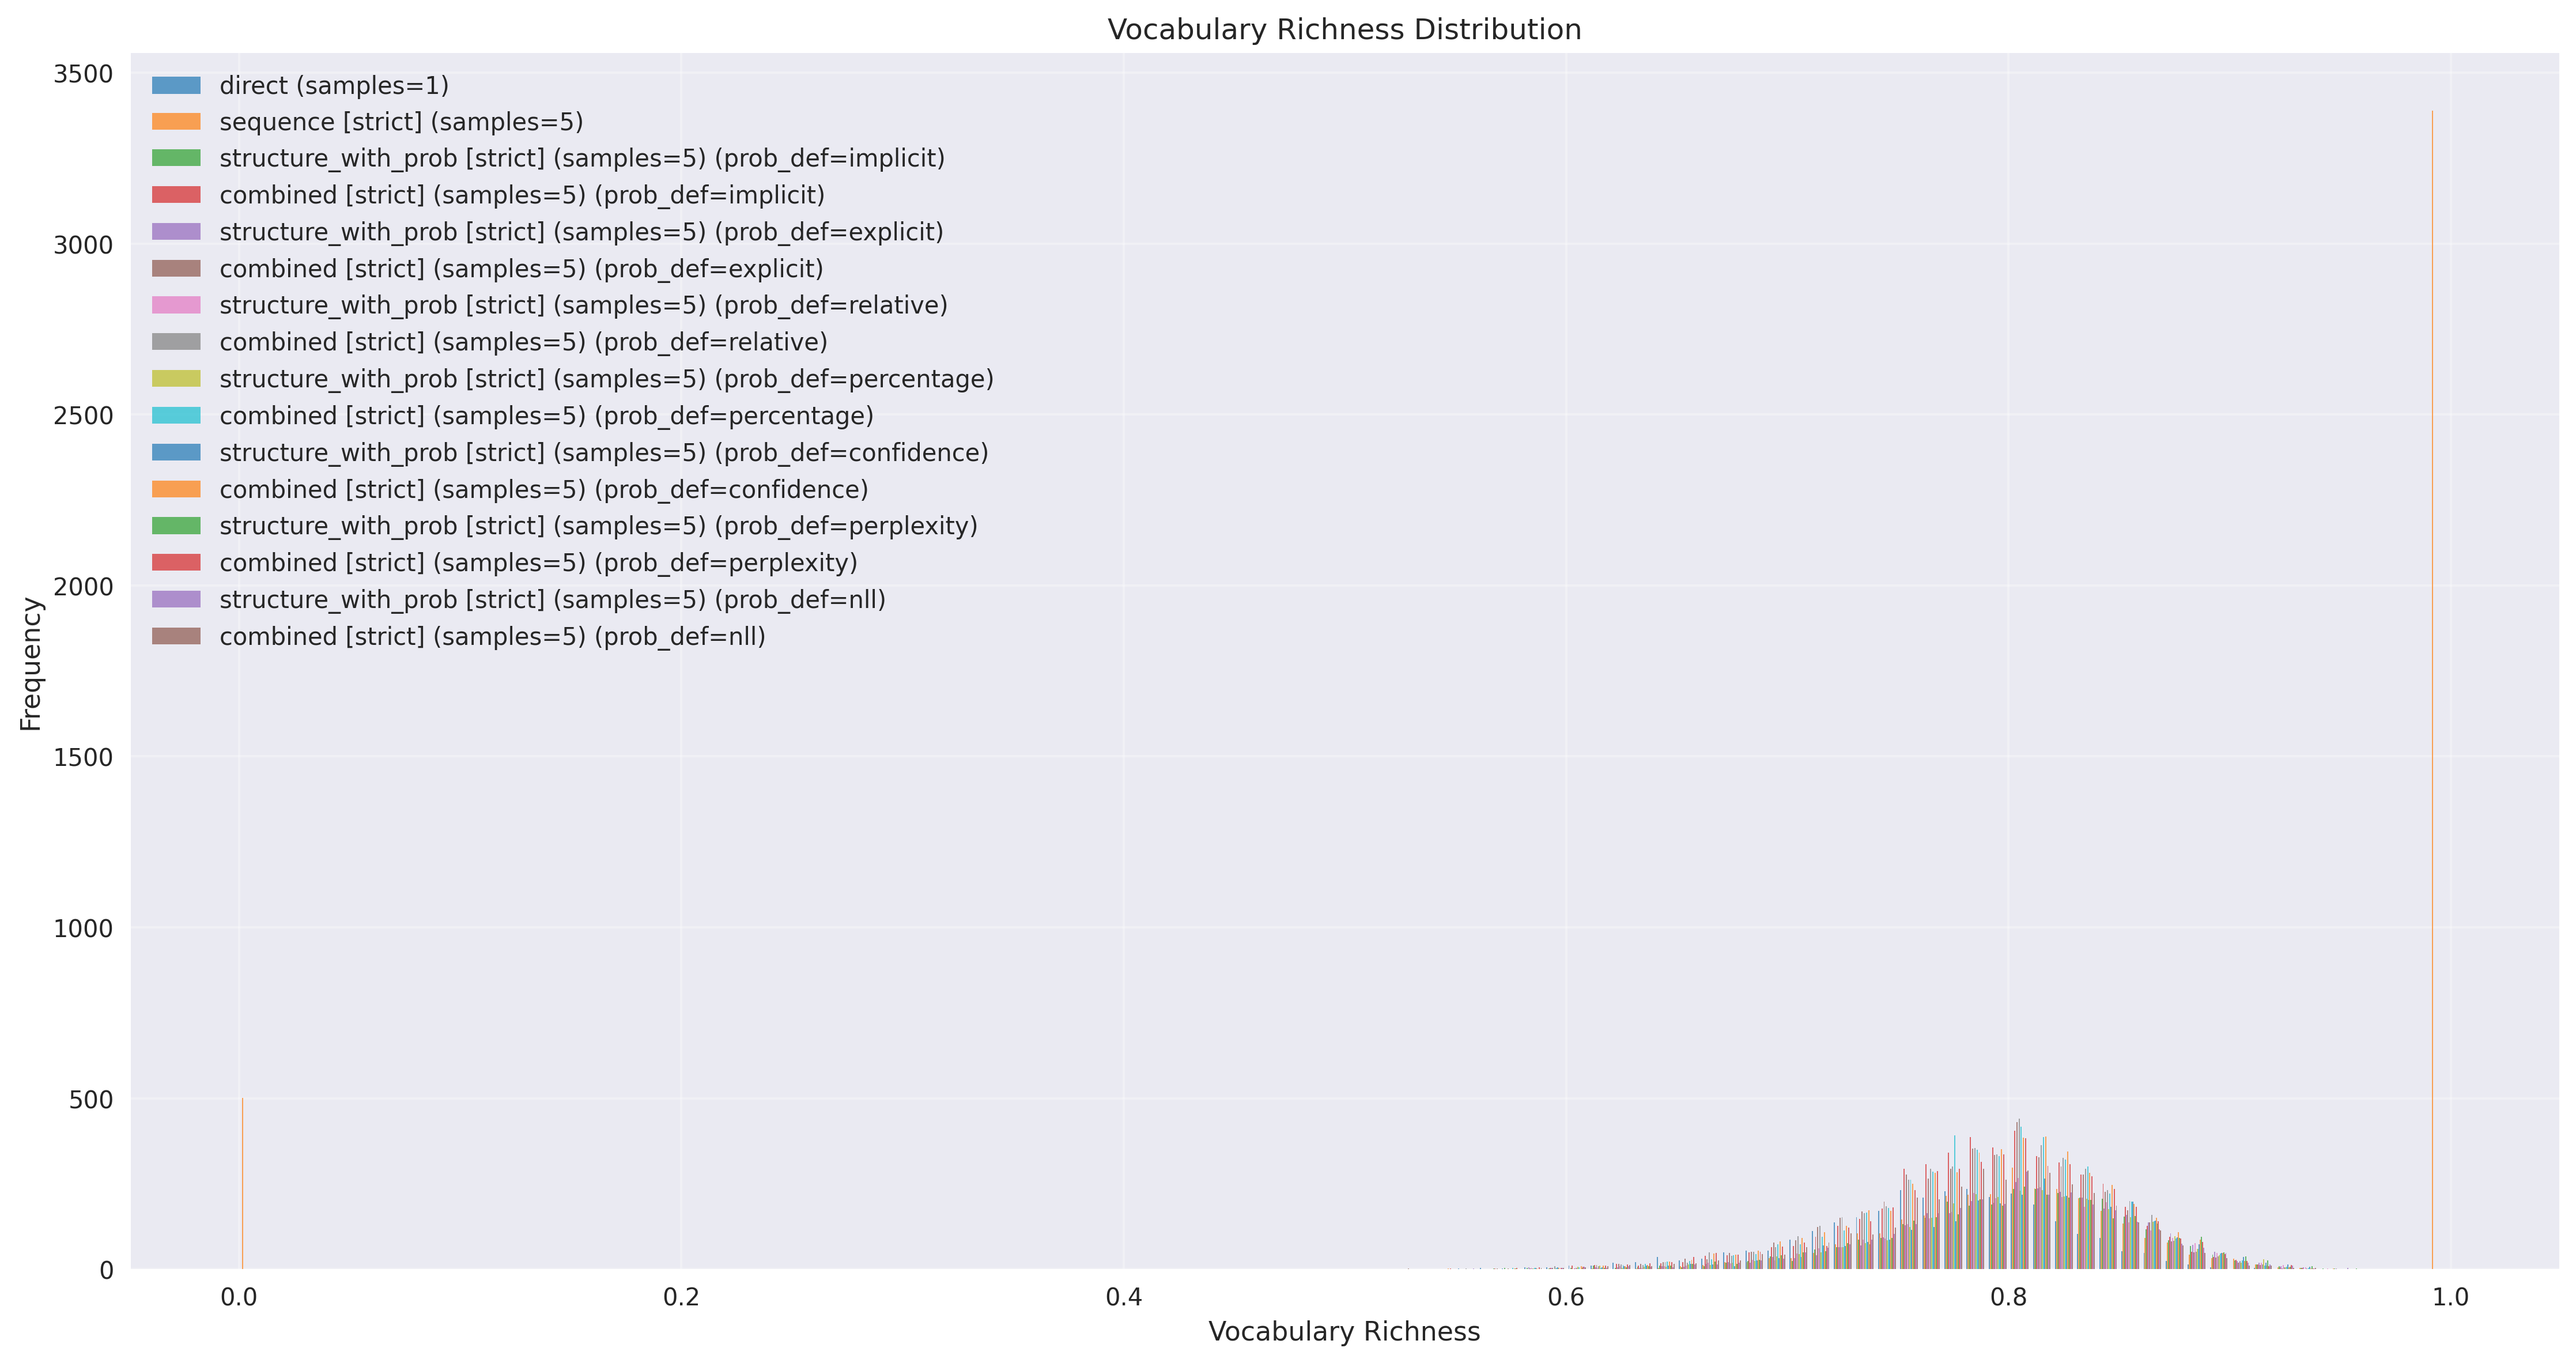 Vocabulary Richness Distribution
3500
3000
2500
2000
1500
1000
500
0
Frequency
direct (samples=1)
sequence [strict] (samples=5)
structure_with_prob [strict] (samples=5) (prob_def=implicit)
combined [strict] (samples=5) (prob_def=implicit)
structure_with_prob [strict] (samples=5) (prob_def=explicit)
combined [strict] (samples=5) (prob_def=explicit)
structure_with_prob [strict] (samples=5) (prob_def=relative)
combined [strict] (samples=5) (prob_def=relative)
structure_with_prob [strict] (samples=5) (prob_def=percentage)
combined [strict] (samples=5) (prob_def=percentage)
structure_with_prob [strict] (samples=5) (prob_def=confidence)
combined [strict] (samples=5) (prob_def=confidence)
structure_with_prob [strict] (samples=5) (prob_def=perplexity)
combined [strict] (samples=5) (prob_def=perplexity)
structure_with_prob [strict] (samples=5) (prob_def=nll)
combined [strict] (samples=5) (prob_def=nll)
0.0 0.2 0.4 0.6 0.8 1.0
Vocabulary Richness